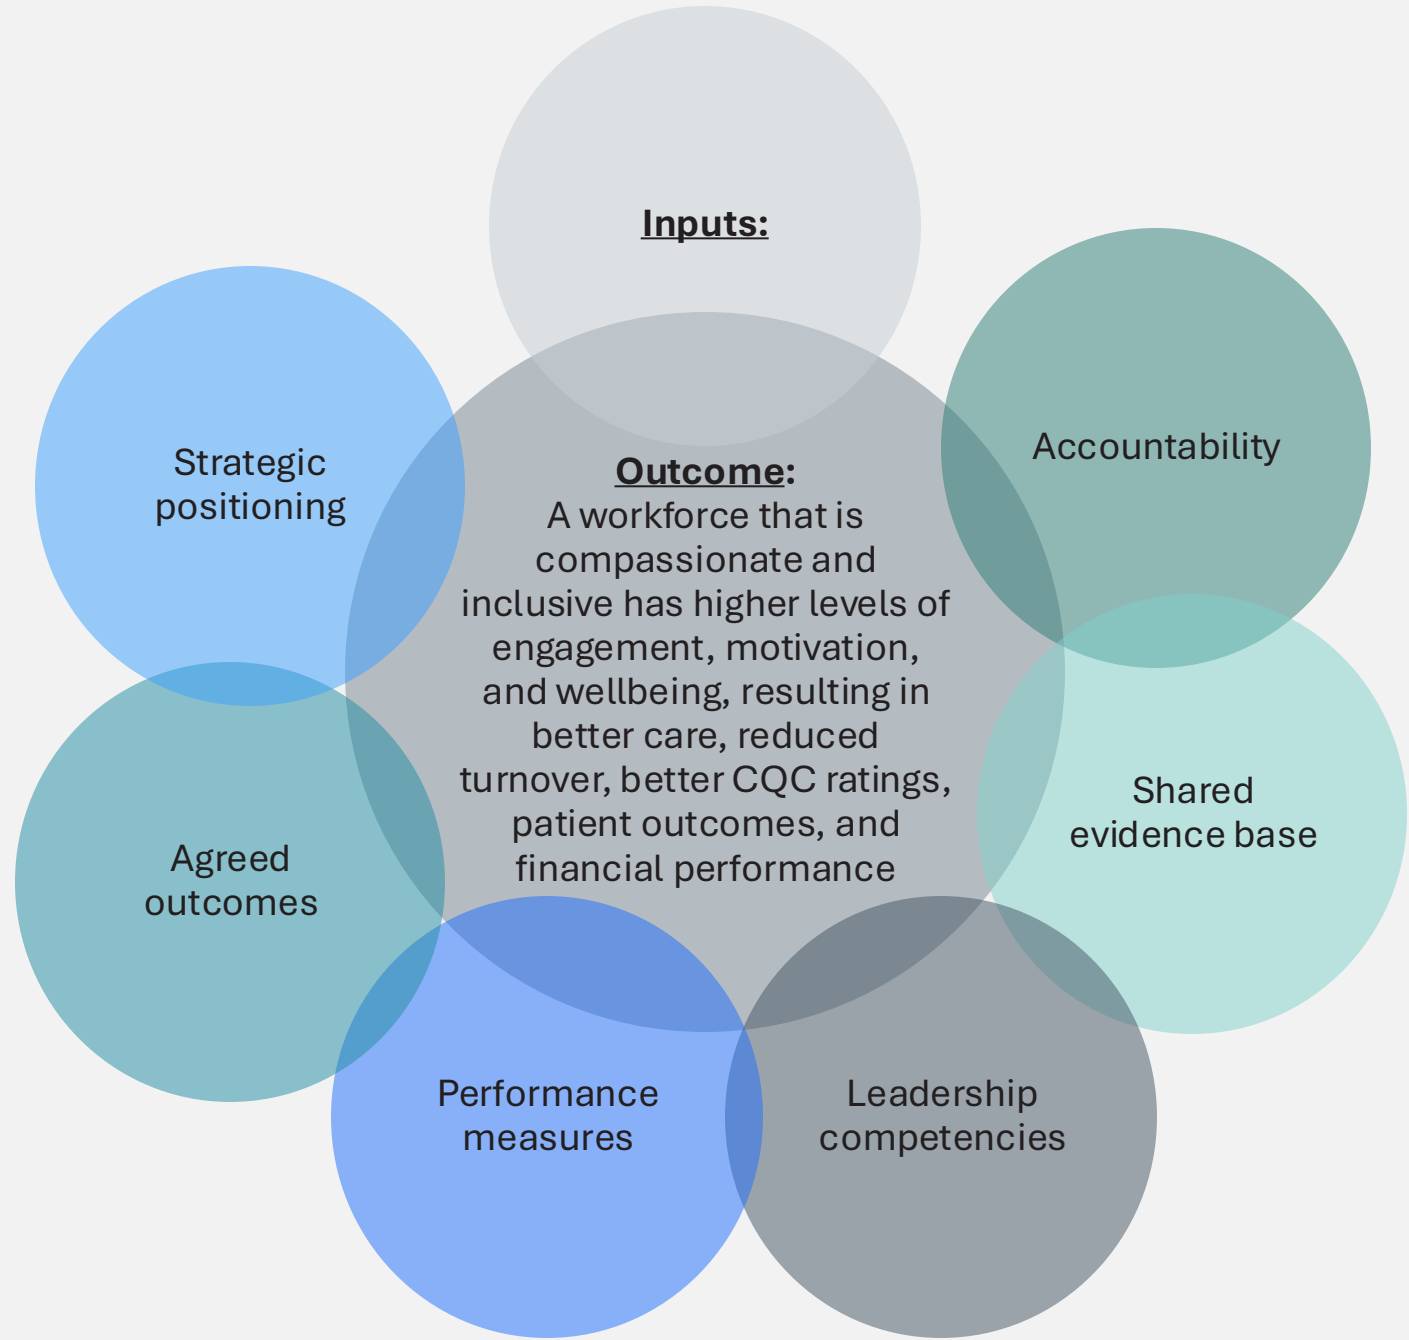 Inputs:
Accountability
Shared
evidence base
Leadership
competencies
Performance
measures
Agreed
outcomes
Strategic
positioning
Outcome:
A workforce that is
compassionate and
inclusive has higher levels of
engagement, motivation,
and wellbeing, resulting in
better care, reduced
turnover, better CQC ratings,
patient outcomes, and
financial performance